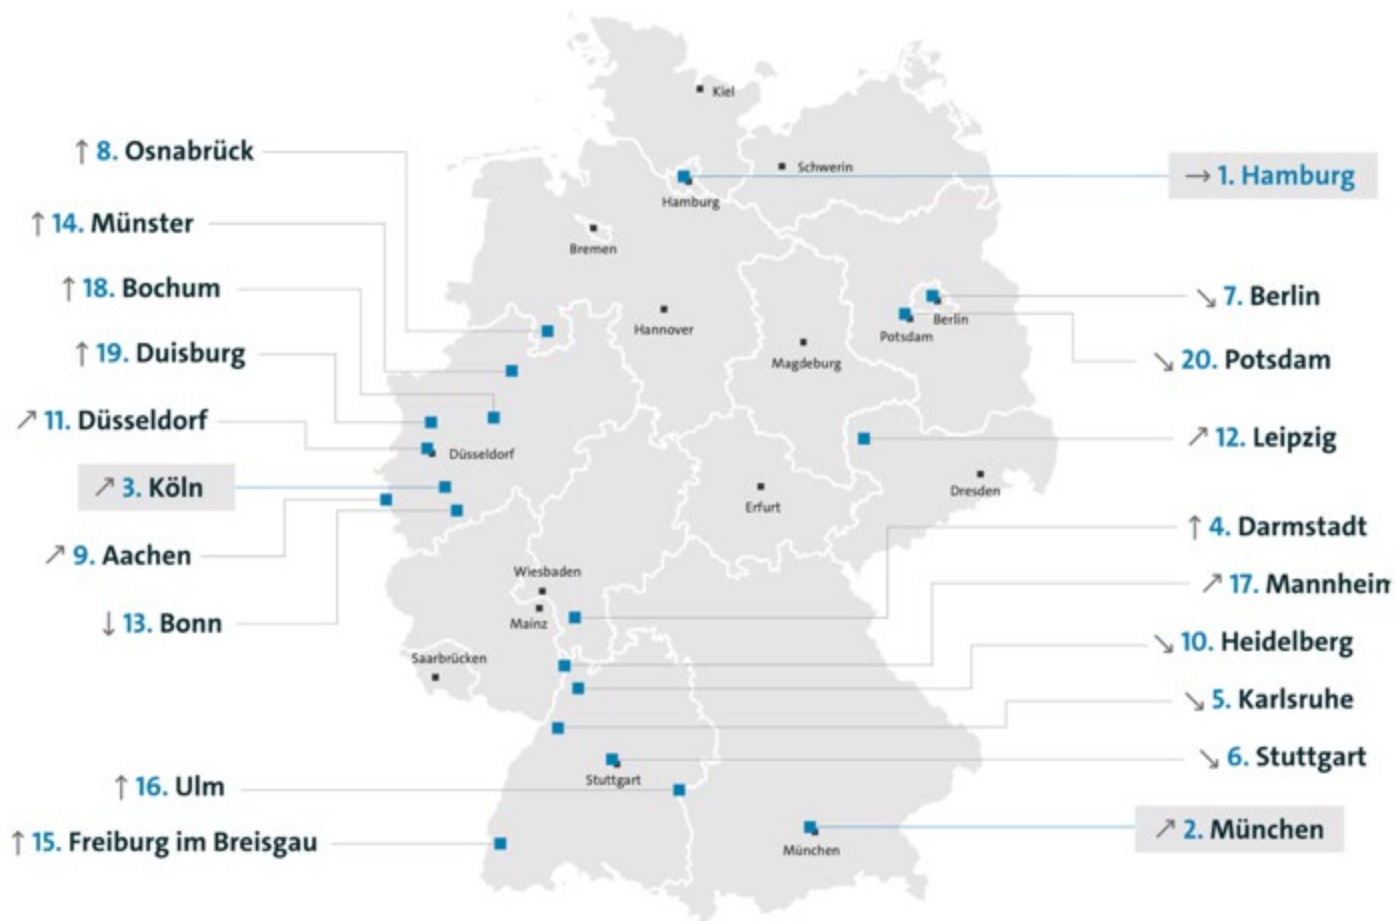 ↑ 8. Osnabrück
↑ 14. Münster
↑ 18. Bochum
↑ 19. Duisburg
↗ 11. Düsseldorf
↗ 3. Köln
↗ 9. Aachen
↓ 13. Bonn
↑ 16. Ulm
↑ 15. Freiburg im Breisgau
Kiel
Schwerin
Hamburg
Bremen
Hannover
Berlin
Potsdam
Magdeburg
Düsseldorf
Dresden
Erfurt
Wiesbaden
Mainz
Saarbrücken
Stuttgart
München
→ 1. Hamburg
↘ 7. Berlin
↘ 20. Potsdam
↗ 12. Leipzig
↑ 4. Darmstadt
↗ 17. Mannheim
↘ 10. Heidelberg
↘ 5. Karlsruhe
↘ 6. Stuttgart
↗ 2. München